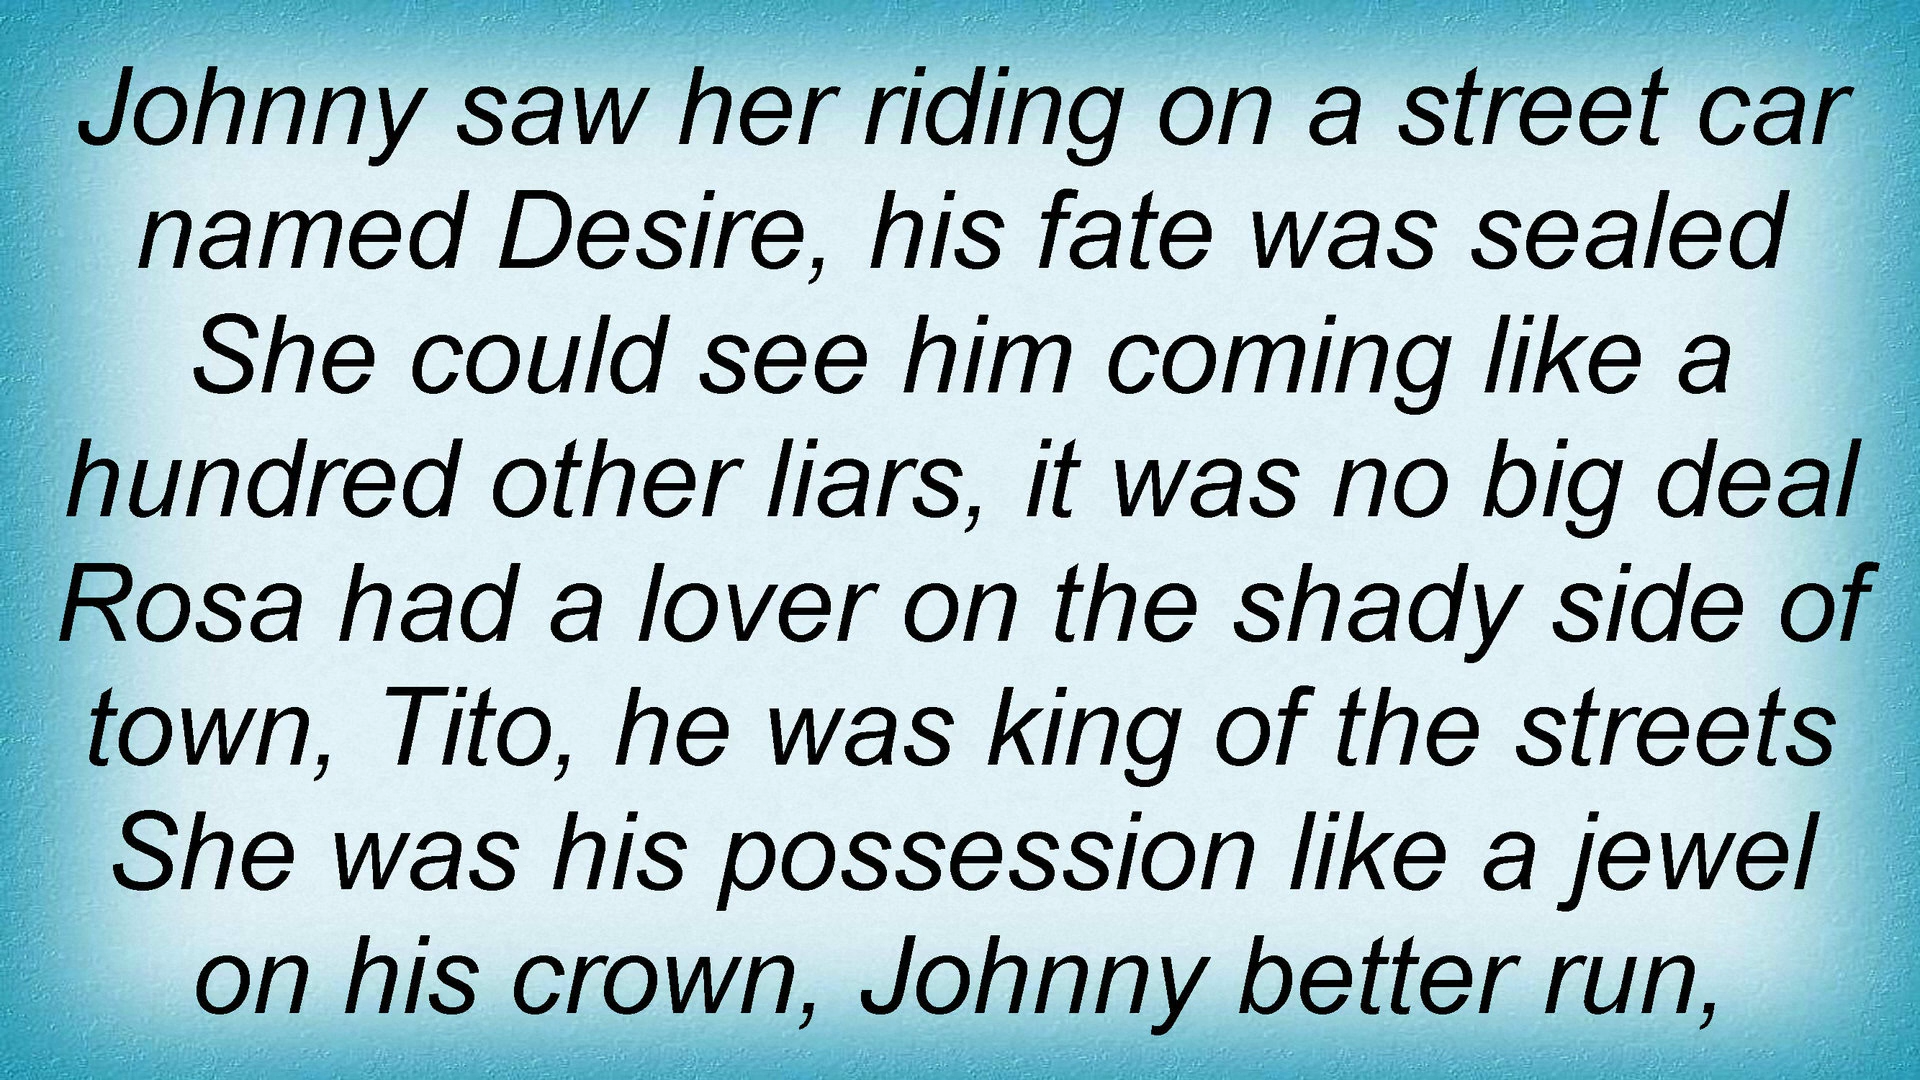 Johnny saw her riding on a street car
named Desire, his fate was sealed
She could see him coming like a
hundred other liars, it was no big deal
Rosa had a lover on the shady side of
town, Tito, he was king of the streets
She was his possession like a jewel
on his crown, Johnny better run,